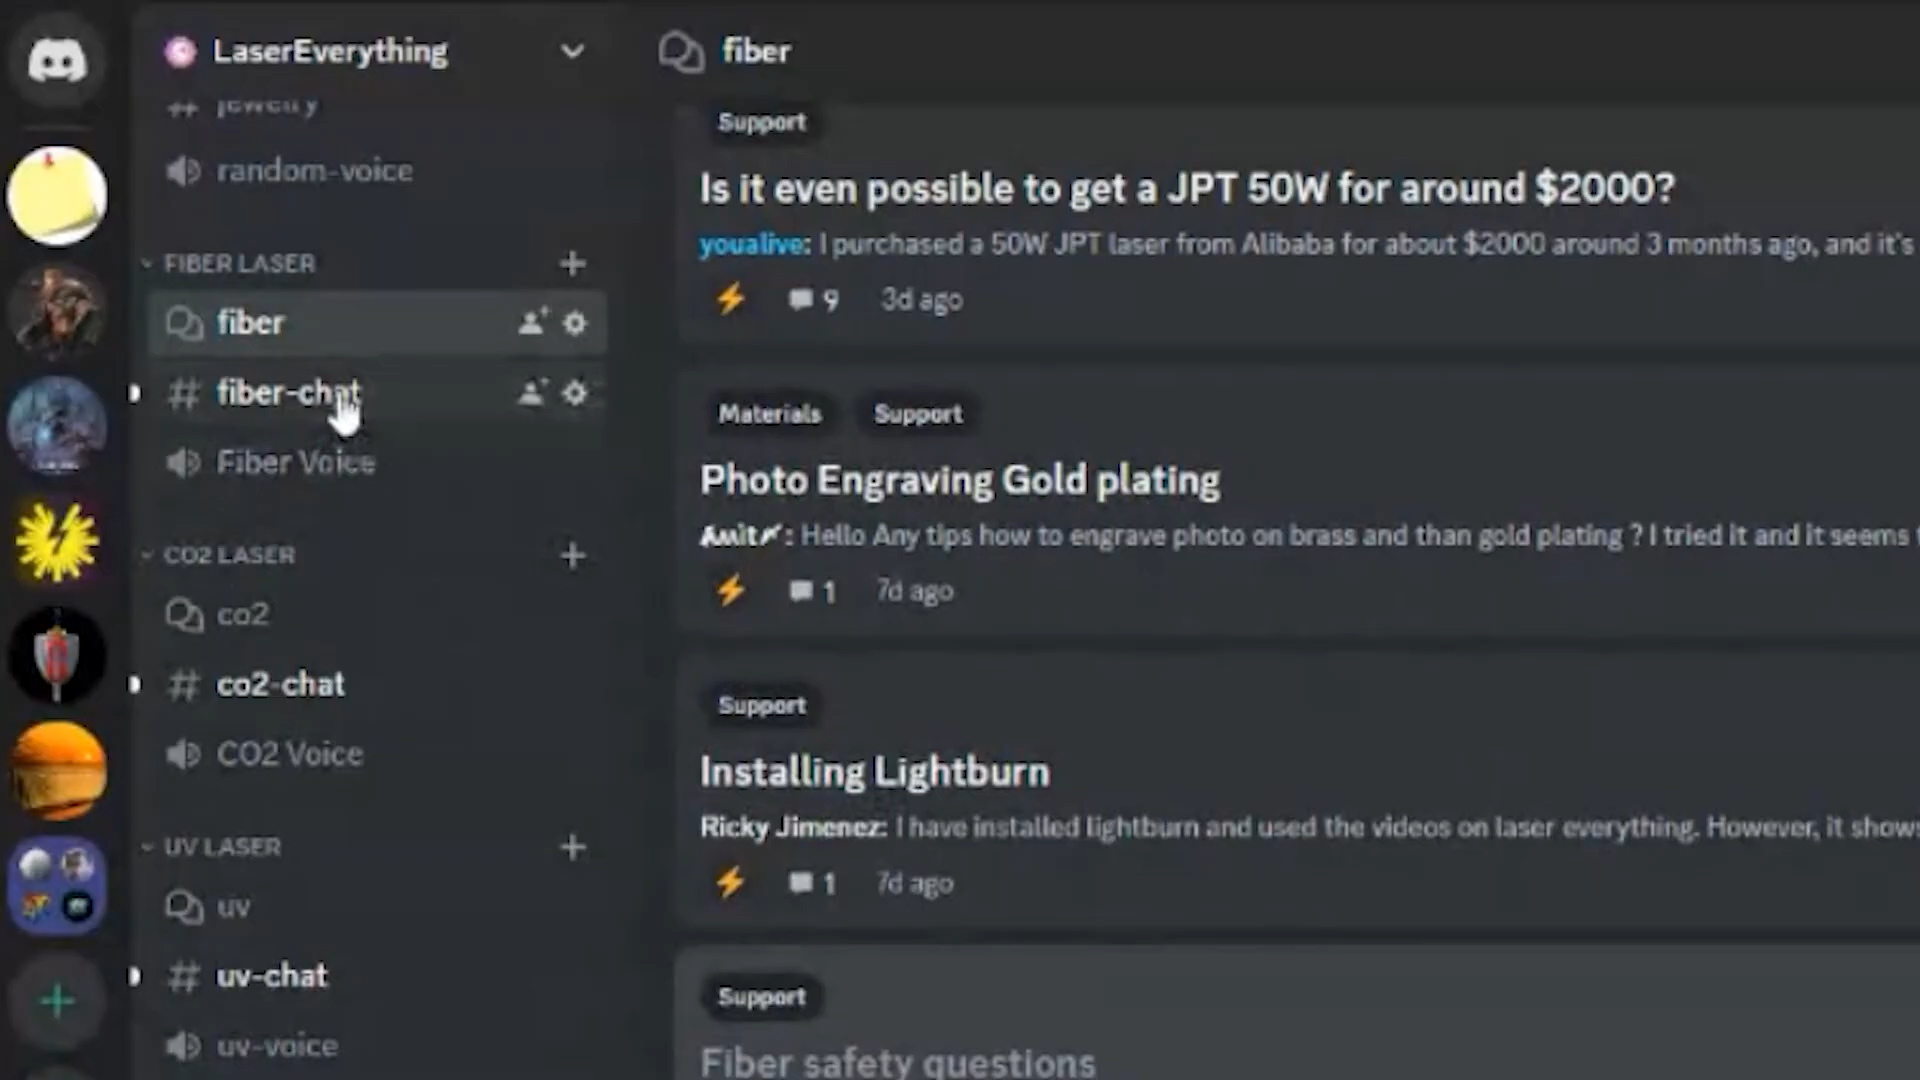 LaserEverything
jewelry
random-voice
FIBER LASER
fiber
fiber-chat
Fiber Voice
CO2 LASER
co2
co2-chat
CO2 Voice
UV LASER
uv
uv-chat
uv-voice
fiber
Support
Is it even possible to get a JPT 50W for around $2000?
youalive: I purchased a 50W JPT laser from Alibaba for about $2000 around 3 months ago, and it's
9 3d ago
Materials Support
Photo Engraving Gold plating
Amit: Hello Any tips how to engrave photo on brass and than gold plating ? I tried it and it seems
1 7d ago
Support
Installing Lightburn
Ricky Jimenez: I have installed lightburn and used the videos on laser everything. However, it shows
1 7d ago
Support
Fiber safety questions